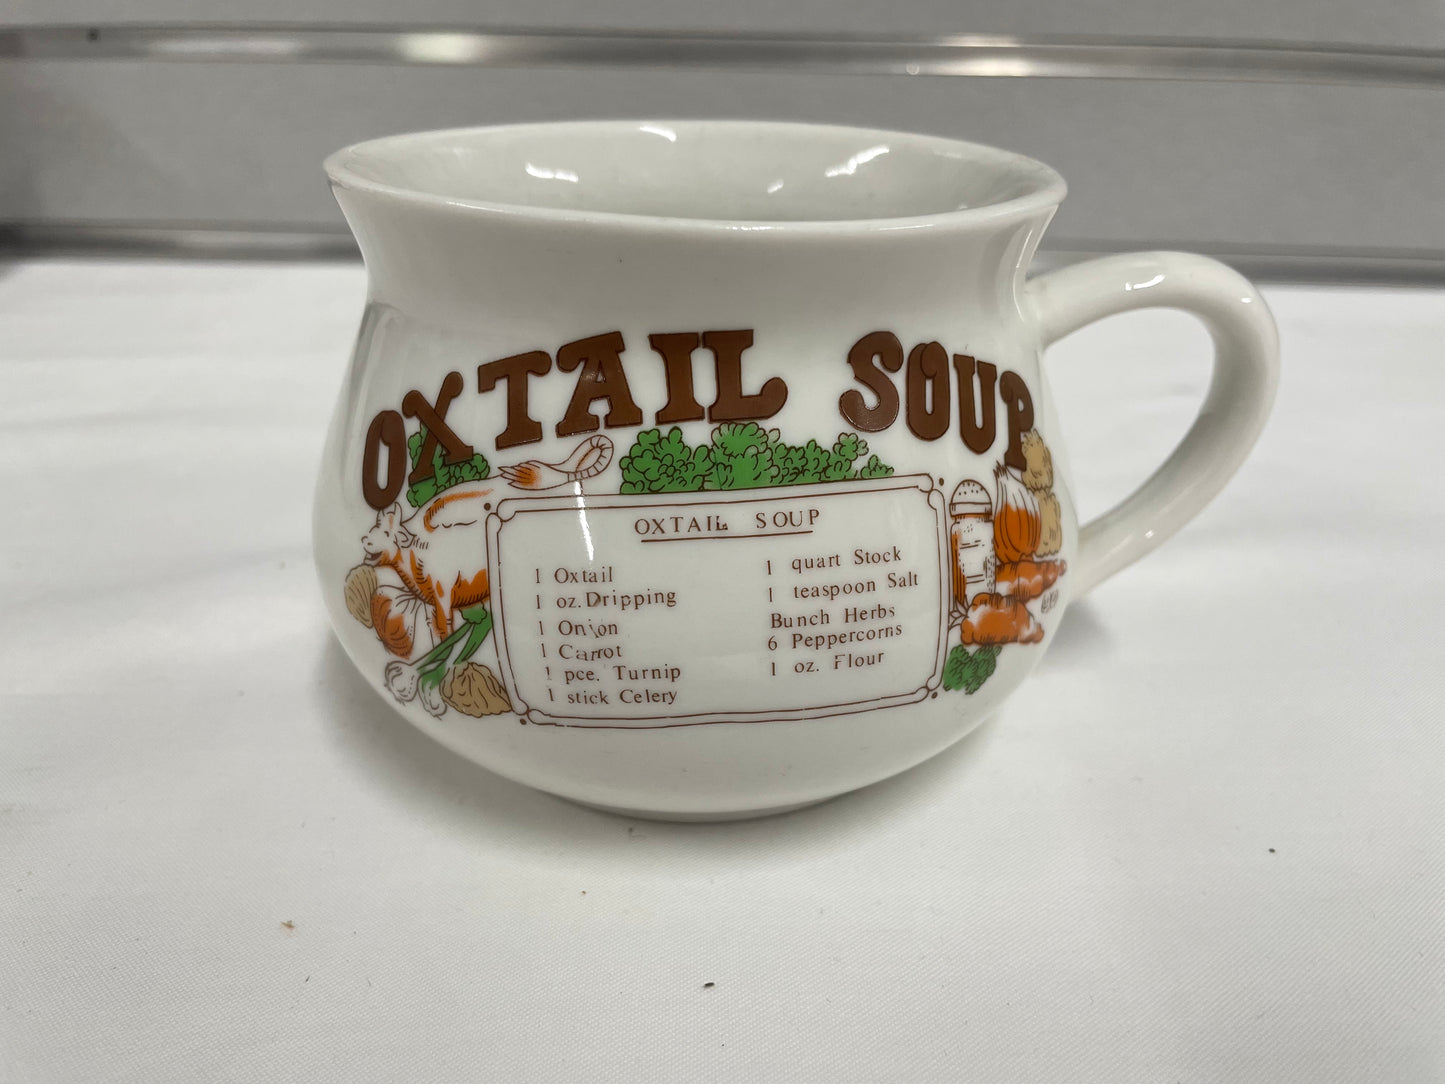 OXTAIL SOUP
OXTAIL SOUP
1 Oxtail
1 oz. Dripping
1 Onion
1 Carrot
1 pce. Turnip
1 stick Celery
1 quart Stock
1 teaspoon Salt
Bunch Herbs
6 Peppercorns
1 oz. Flour